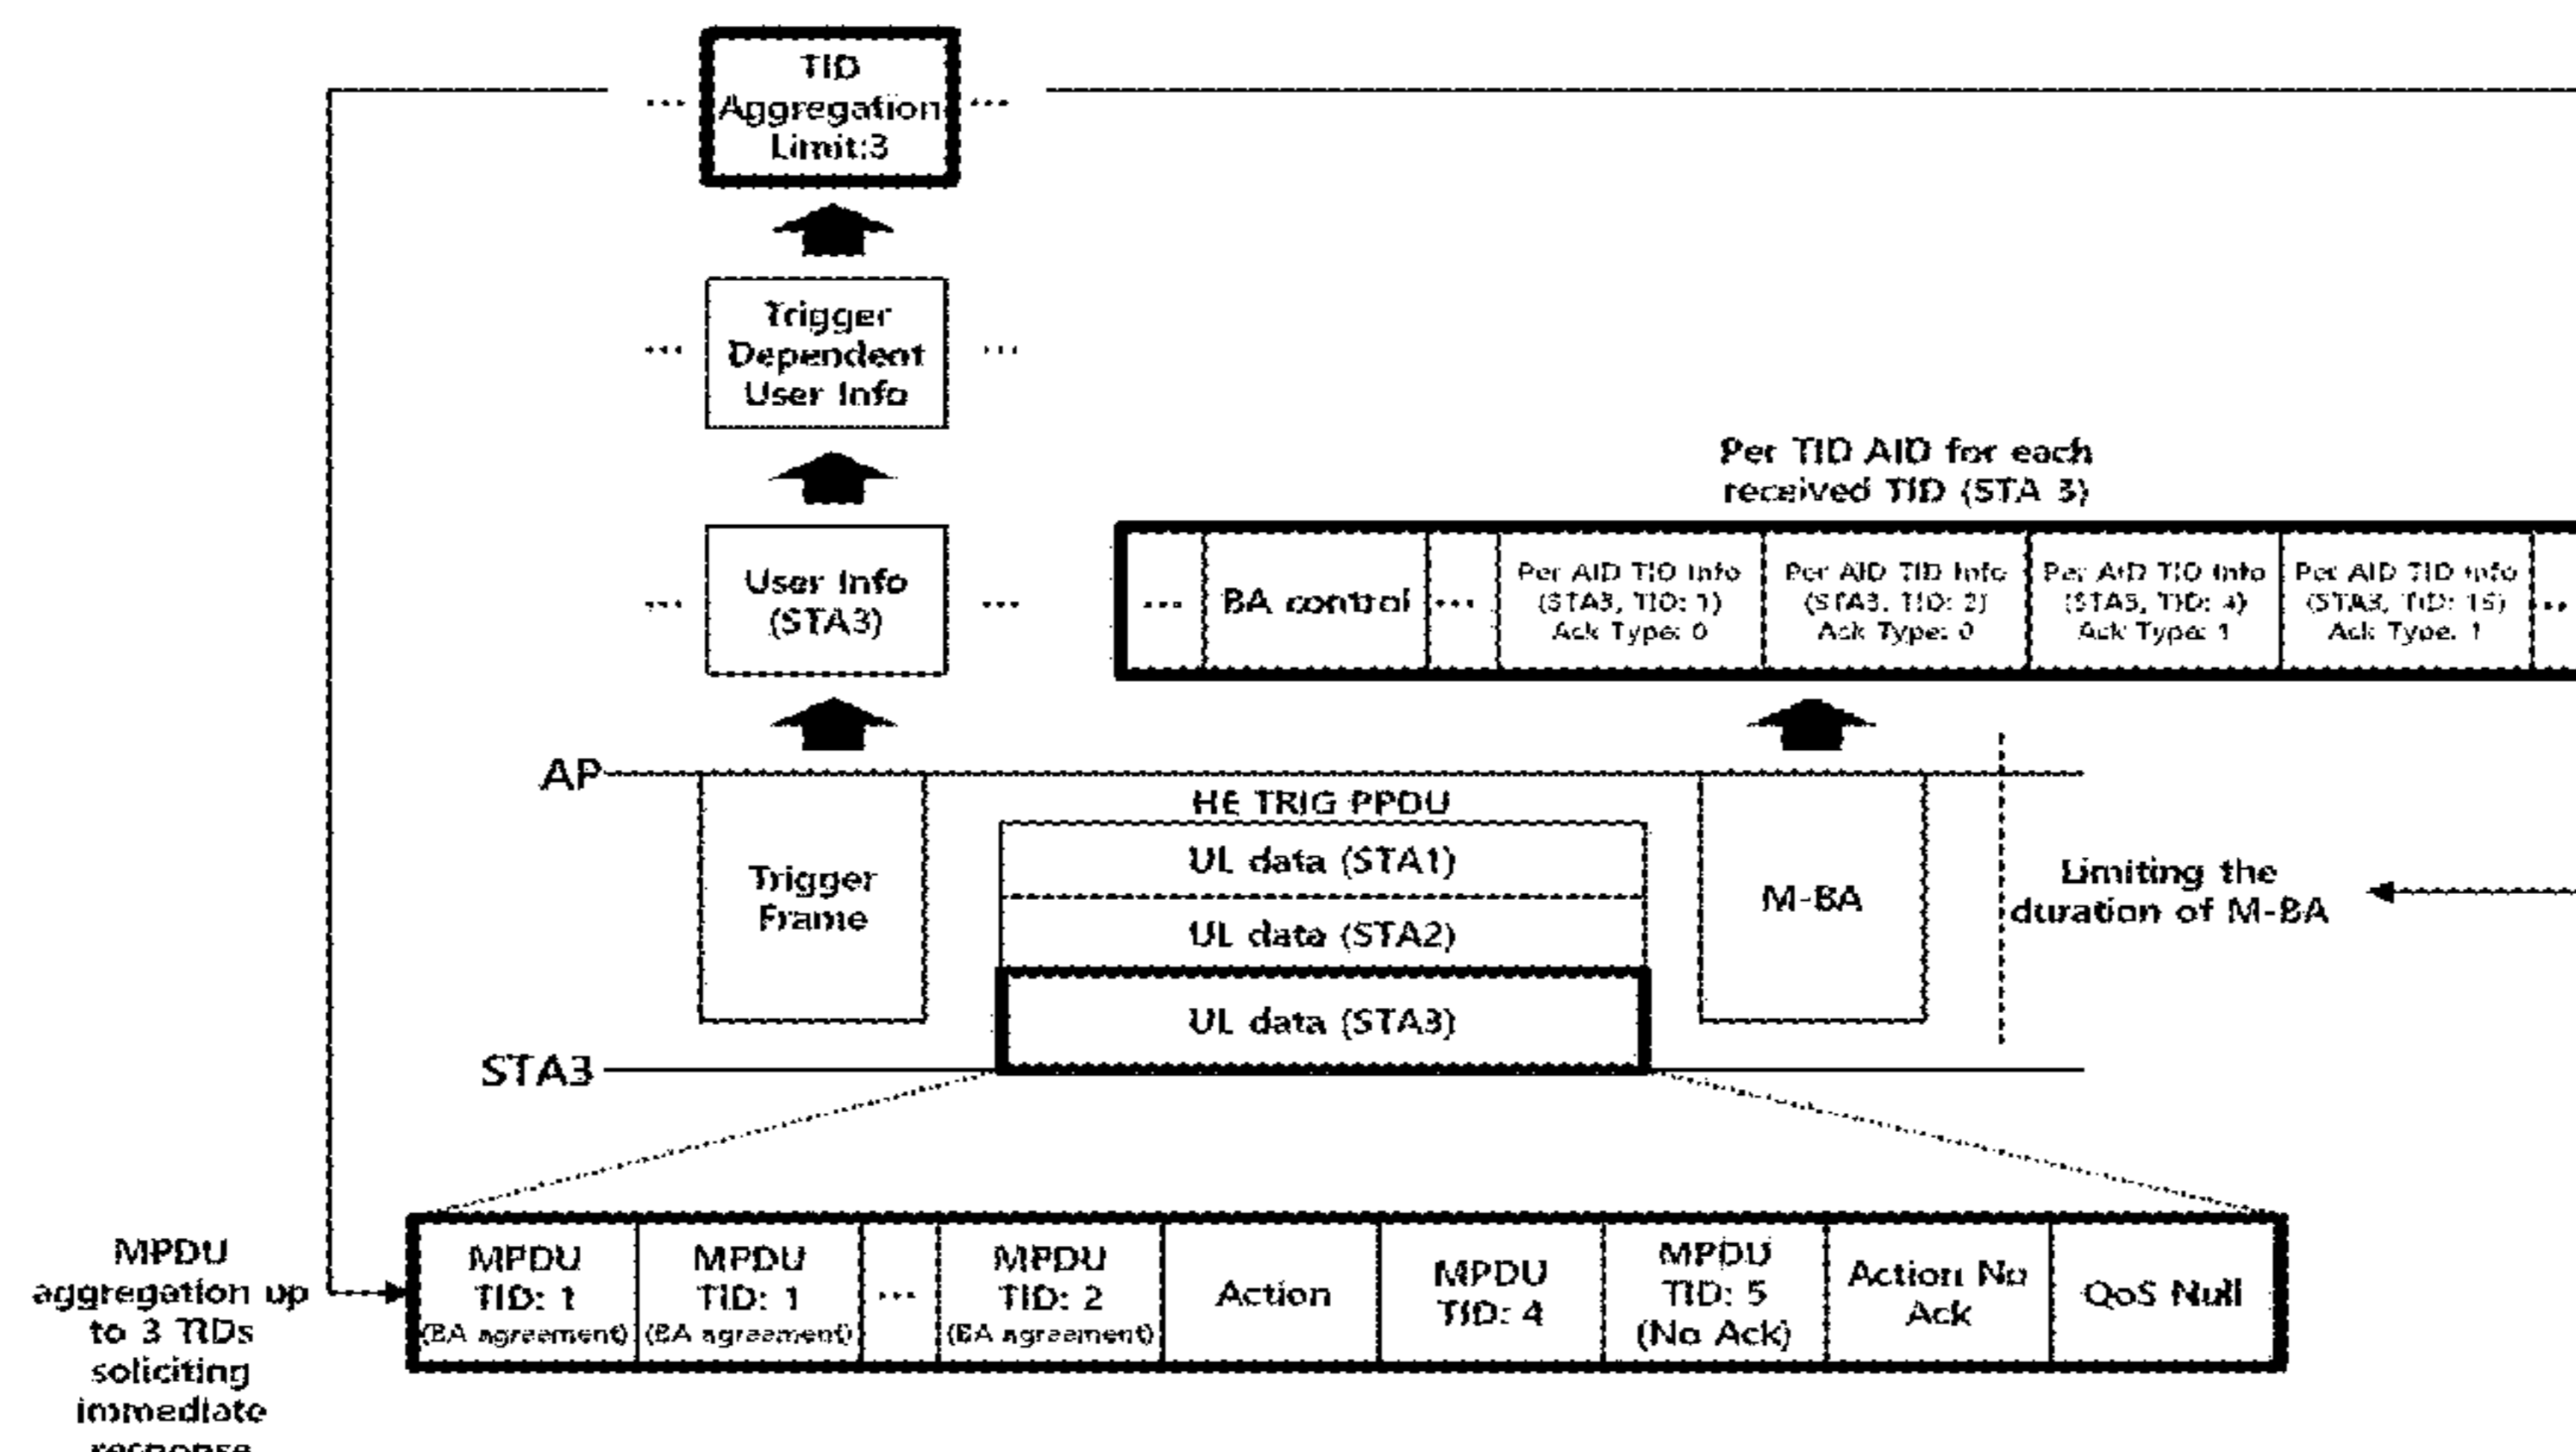 TID
Aggregation
Limit:3
Trigger
Dependent
User Info
Per TID AID for each
received TID (STA 3)
User Info
(STA3)
BA control
Per AID TID Info
(STA3, TID: 1)
Ack Type: 0
Per AID TID Info
(STA3, TID: 2)
Ack Type: 0
Per AID TID Info
(STA3, TID: 4)
Ack Type: 1
Per AID TID Info
(STA3, TID: 15)
Ack Type: 1
AP
HE TRIG PPDU
Trigger
Frame
UL data (STA1)
UL data (STA2)
UL data (STA3)
M-BA
Limiting the
duration of M-BA
STA3
MPDU
aggregation up
to 3 TIDs
soliciting
immediate
response
MPDU
TID: 1
(BA agreement)
MPDU
TID: 1
(BA agreement)
...
MPDU
TID: 2
(BA agreement)
Action
MPDU
TID: 4
MPDU
TID: 5
(No Ack)
Action No
Ack
QoS Null